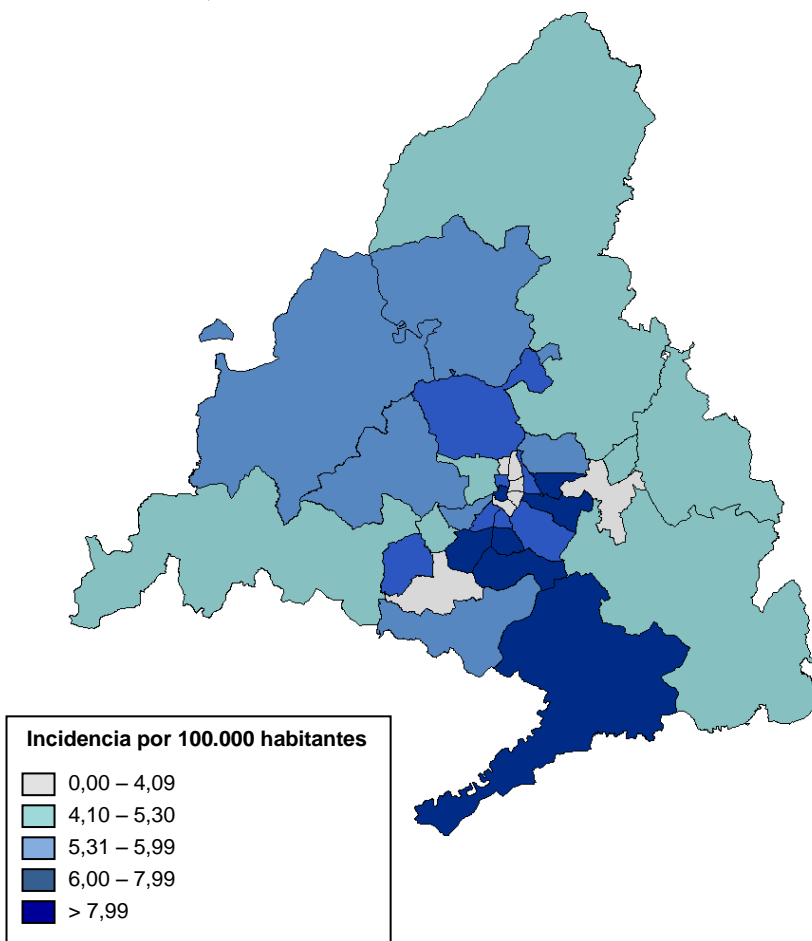 Incidencia por 100.000 habitantes
0,00 – 4,09
4,10 – 5,30
5,31 – 5,99
6,00 – 7,99
> 7,99